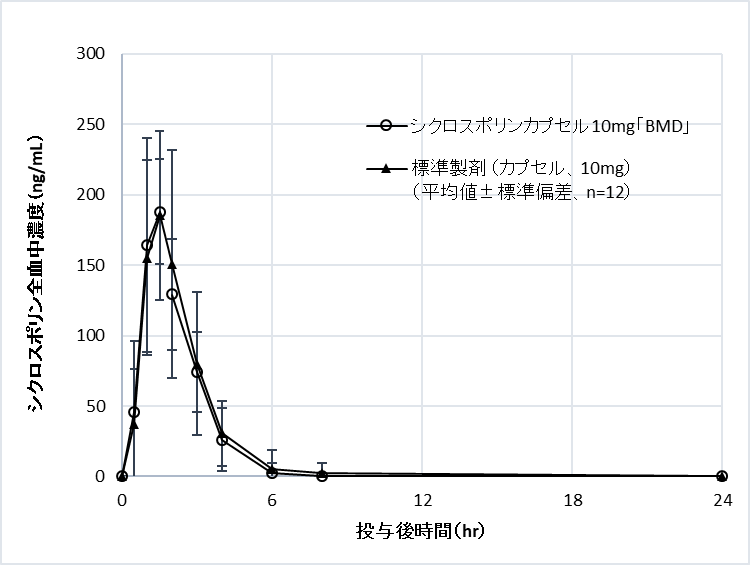 300
250
200
150
100
50
0
0
6
12
18
24
シクロスポリン全血中濃度(ng/mL)
投与後時間(hr)
シクロスポリンカプセル10mg「BMD」
標準製剤(カプセル、10mg)
(平均値±標準偏差、n=12)